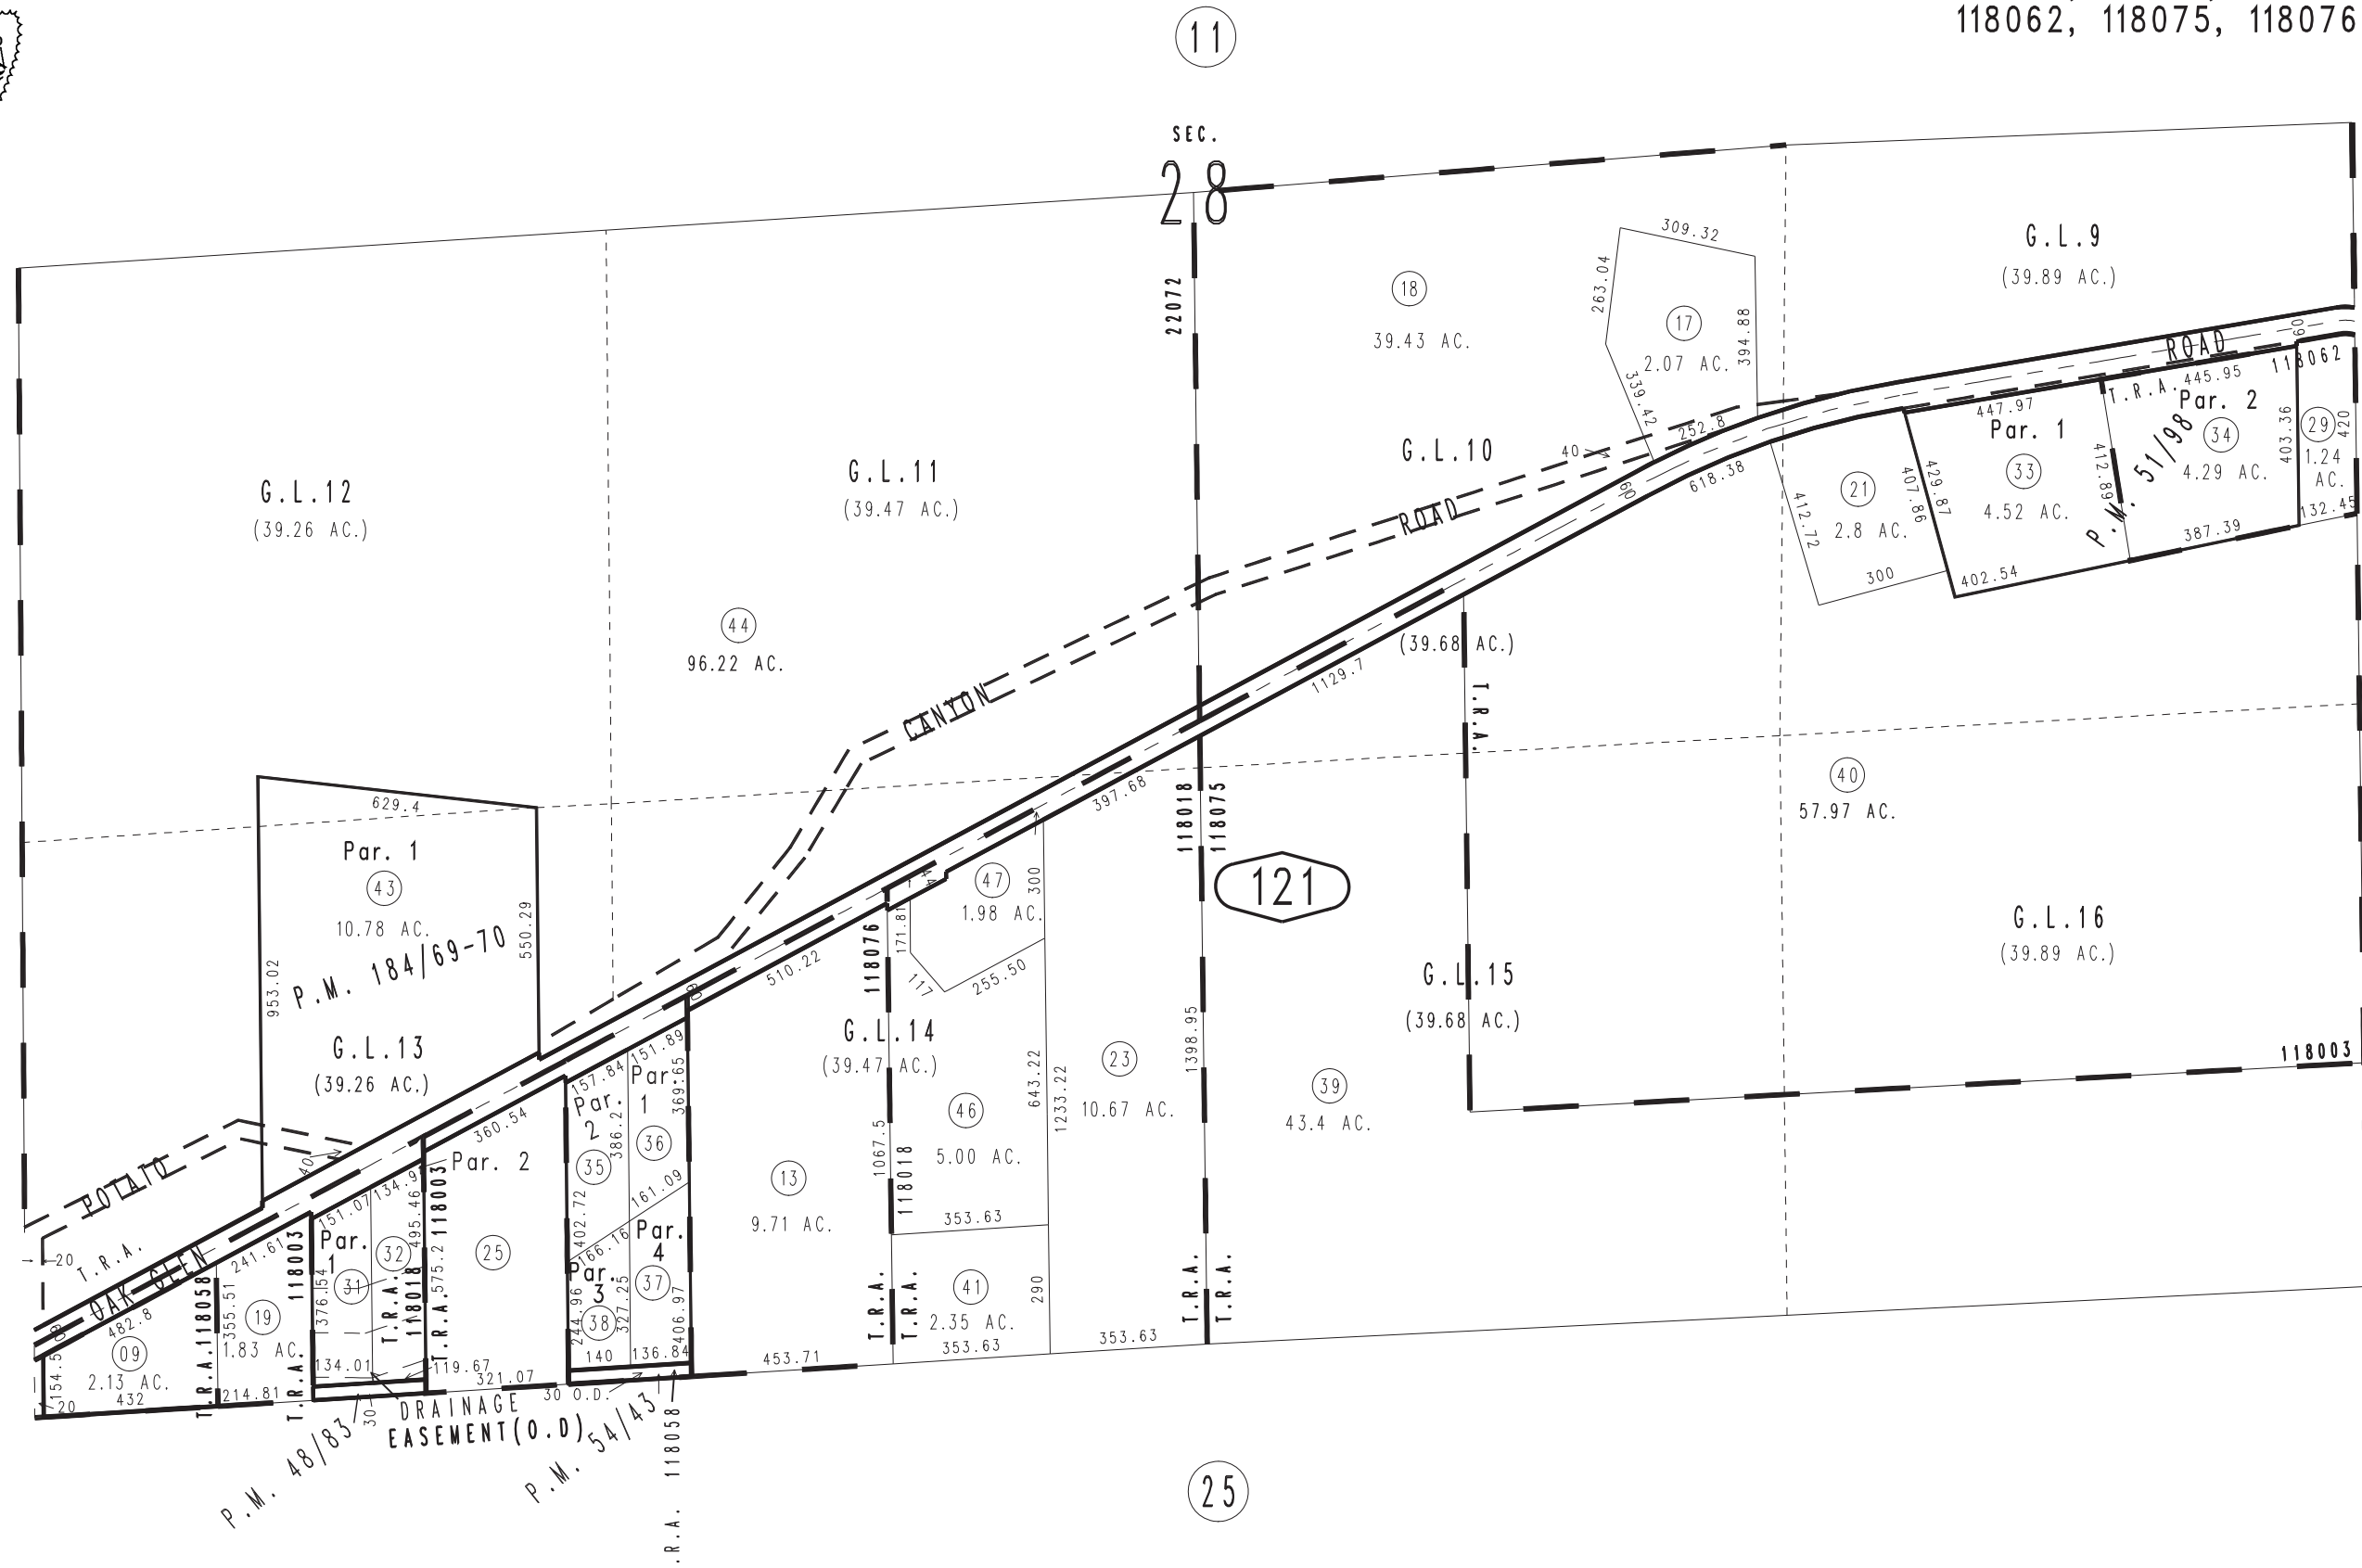 11
118062, 118075, 118076
SEC.
28
309.32
G.L.9
(39.89 AC.)
263.04
22072
18
39.43 AC.
17
2.07 AC.
394.88
339.42
252.8
60
ROAD
118062
T.R.A.
445.95
447.97
Par. 2
Par. 1
34
4.29 AC.
403.36
29
420
1.24
AC.
132.45
P.M. 51/98
33
4.52 AC.
412.89
429.87
407.86
21
2.8 AC.
412.72
300
402.54
387.39
G.L.10
40
ROAD
60
618.38
G.L.12
(39.26 AC.)
G.L.11
(39.47 AC.)
44
96.22 AC.
CANYON
(39.68 AC.)
1129.7
T.R.A.
40
57.97 AC.
397.68
118018
118075
121
629.4
Par. 1
43
10.78 AC.
P.M. 184/69-70
550.29
953.02
G.L.13
(39.26 AC.)
44
47
1.98 AC.
300
171.81
117
255.50
118076
510.22
60
G.L.14
(39.47 AC.)
G.L.15
(39.68 AC.)
G.L.16
(39.89 AC.)
118003
1398.95
23
10.67 AC.
39
43.4 AC.
643.22
1233.22
46
5.00 AC.
353.63
1067.5
118018
13
9.71 AC.
151.89
157.84
Par.
1
36
369.65
Par.
2
35
386.2
402.72
161.09
166.16
Par.
4
37
Par.
3
38
244.96
327.25
406.97
140
136.84
360.54
Par. 2
25
118003
575.2
T.R.A.
495.46
118018
T.R.A.
32
151.07
Par.
1
31
376.54
134.01
119.67
321.07
POTATO
40
20
T.R.A.
OAK GLEN
60
482.8
241.61
118003
T.R.A.
118058
T.R.A.
355.51
19
1.83 AC.
214.81
09
2.13 AC.
432
20
T.R.A.
T.R.A.
41
2.35 AC.
290
353.63
353.63
453.71
T.R.A.
T.R.A.
30 O.D.
30
DRAINAGE
EASEMENT(O.D)
P.M. 48/83
P.M. 54/43
118058
25